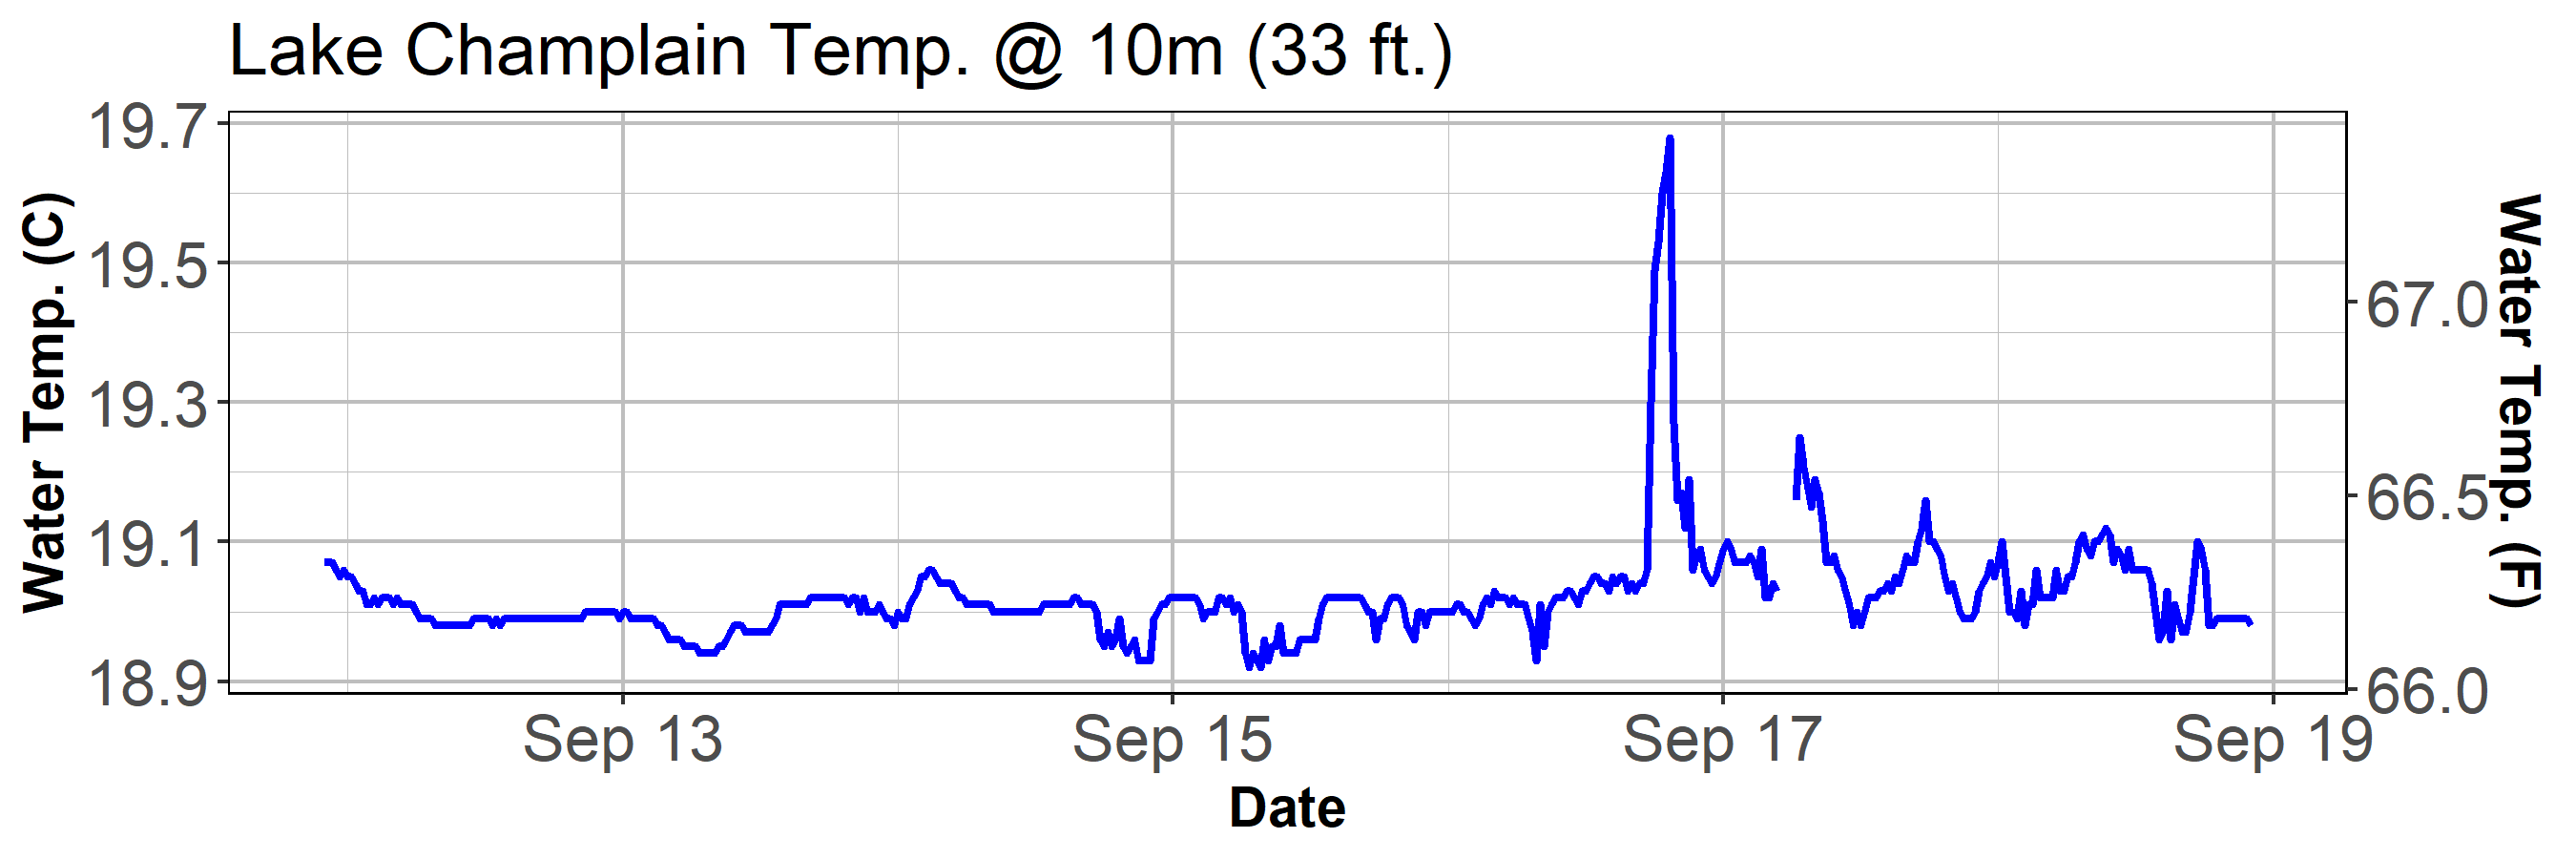 Lake Champlain Temp. @ 10m (33 ft.)
Water Temp. (C)
19.7
19.5
19.3
19.1
18.9
67.0
66.5
66.0
Water Temp. (F)
Sep 13
Sep 15
Sep 17
Sep 19
Date